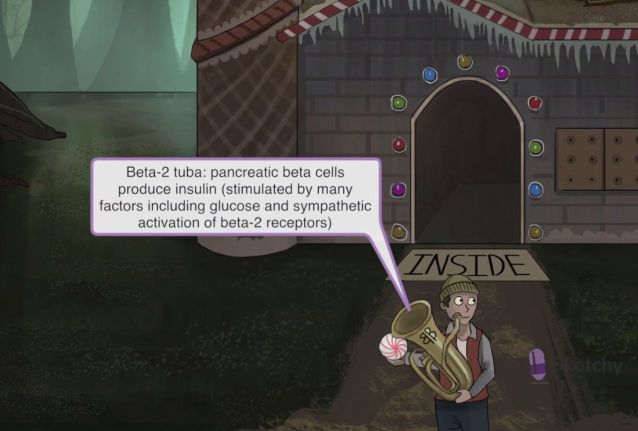 Beta-2 tuba: pancreatic beta cells
produce insulin (stimulated by many
factors including glucose and sympathetic
activation of beta-2 receptors)
INSIDE
sketchy